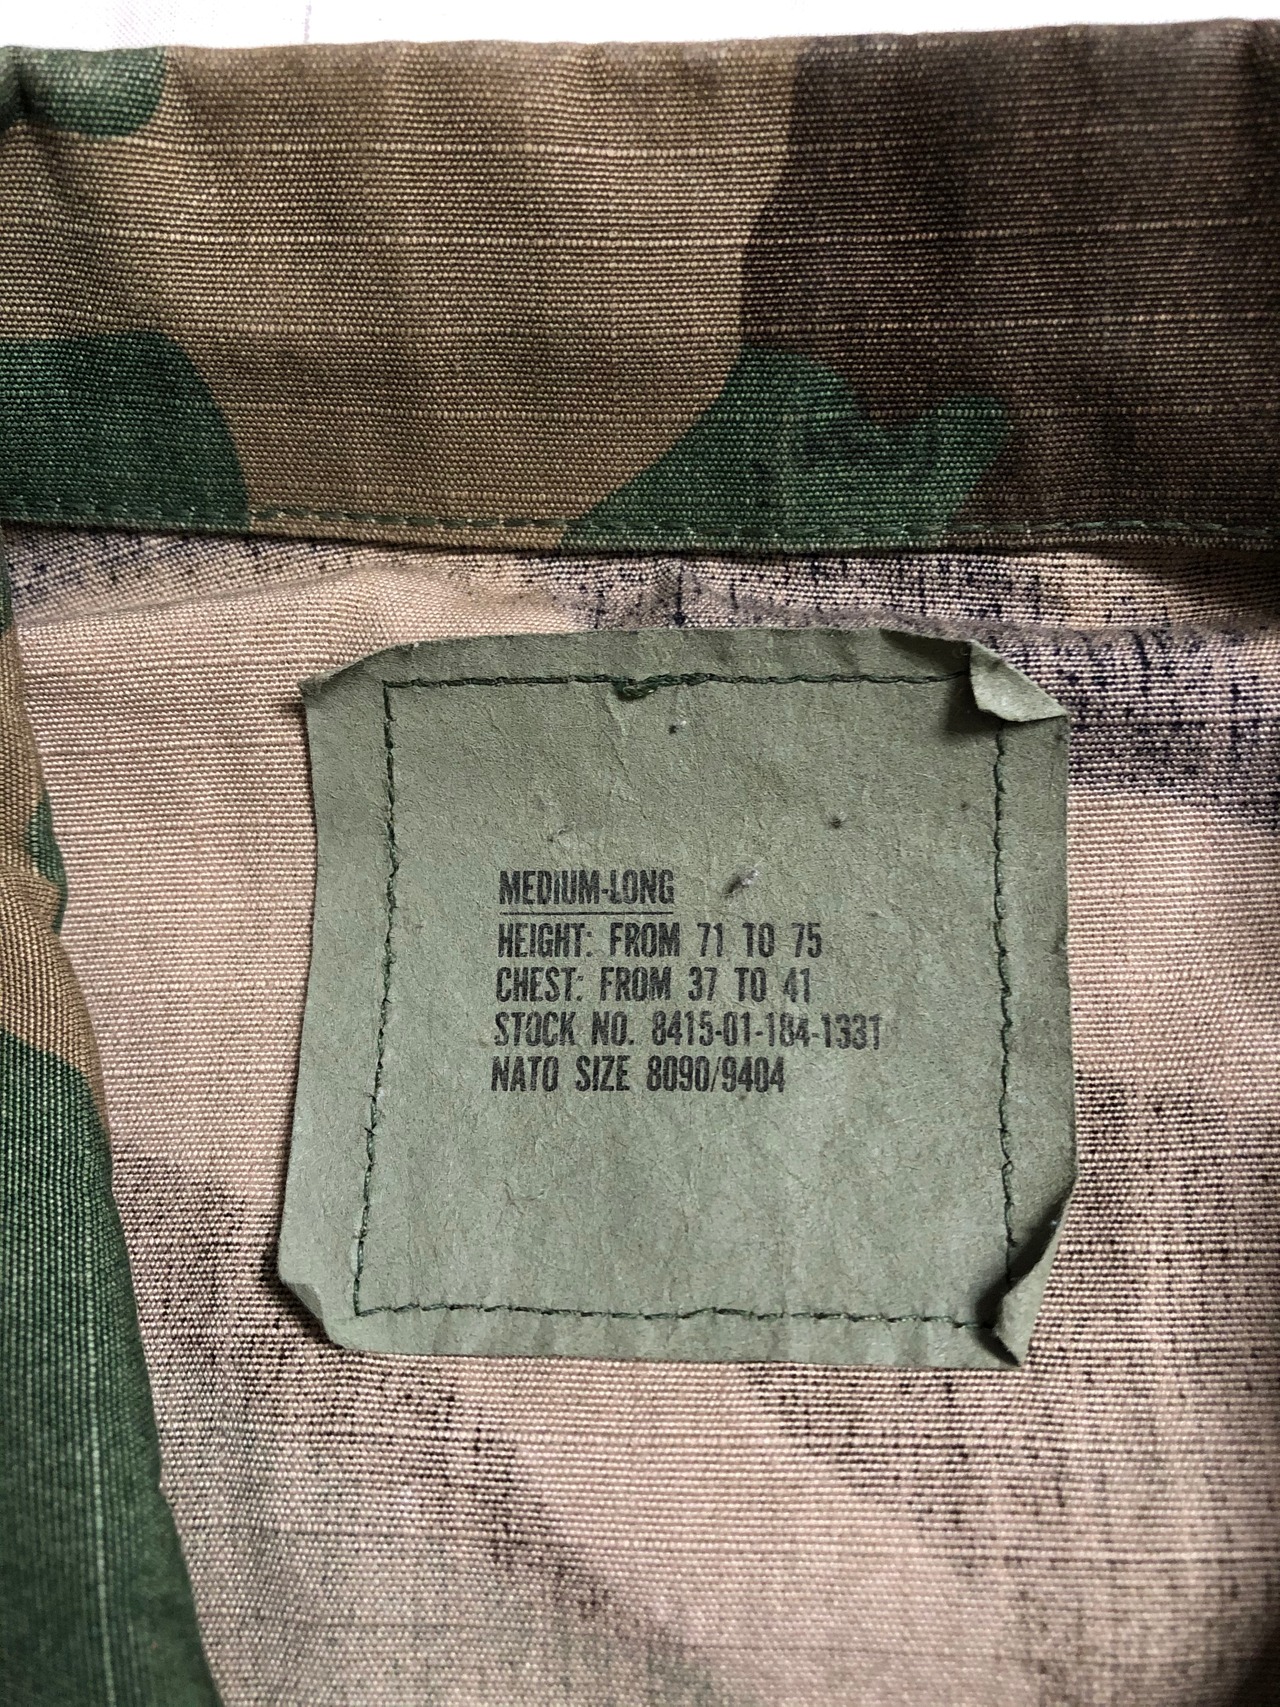 MEDIUM-LONG
HEIGHT: FROM 71 TO 75
CHEST: FROM 37 TO 41
STOCK NO. 8415-01-184-1331
NATO SIZE 8090/9404